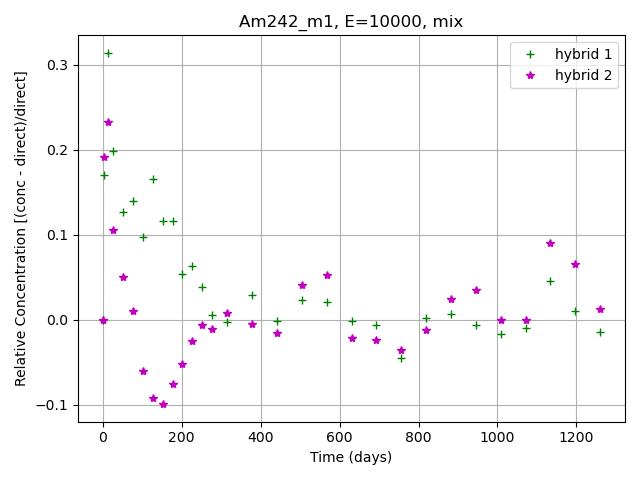 Am242_m1, E=10000, mix
hybrid 1
hybrid 2
Relative Concentration [(conc - direct)/direct]
0.3
0.2
0.1
0.0
−0.1
0 200 400 600 800 1000 1200
Time (days)